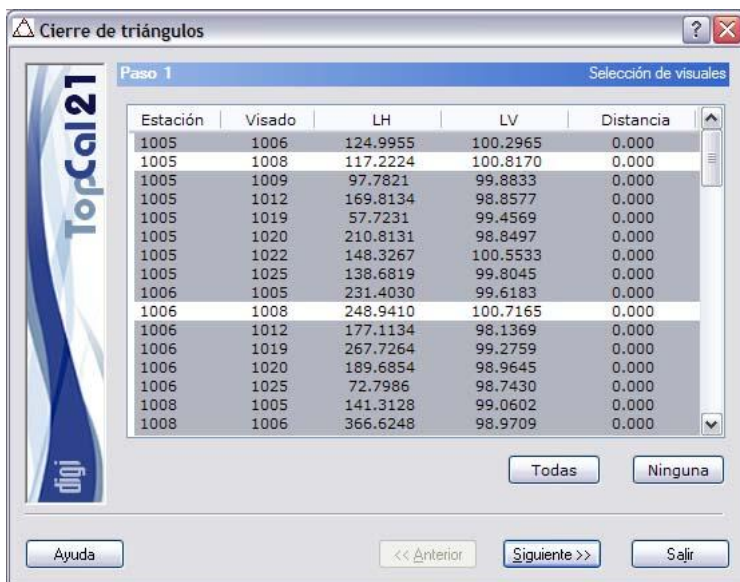 Cierre de triángulos
Paso 1 Selección de visuales
TopCal21
digi
Estación Visado LH LV Distancia
1005 1006 124.9955 100.2965 0.000
1005 1008 117.2224 100.8170 0.000
1005 1009 97.7821 99.8833 0.000
1005 1012 169.8134 98.8577 0.000
1005 1019 57.7231 99.4569 0.000
1005 1020 210.8131 98.8497 0.000
1005 1022 148.3267 100.5533 0.000
1005 1025 138.6819 99.8045 0.000
1006 1005 231.4030 99.6183 0.000
1006 1008 248.9410 100.7165 0.000
1006 1012 177.1134 98.1369 0.000
1006 1019 267.7264 99.2759 0.000
1006 1020 189.6854 98.9645 0.000
1006 1025 72.7986 98.7430 0.000
1008 1005 141.3128 99.0602 0.000
1008 1006 366.6248 98.9709 0.000
Todas Ninguna
Ayuda << Anterior Siguiente >> Salir